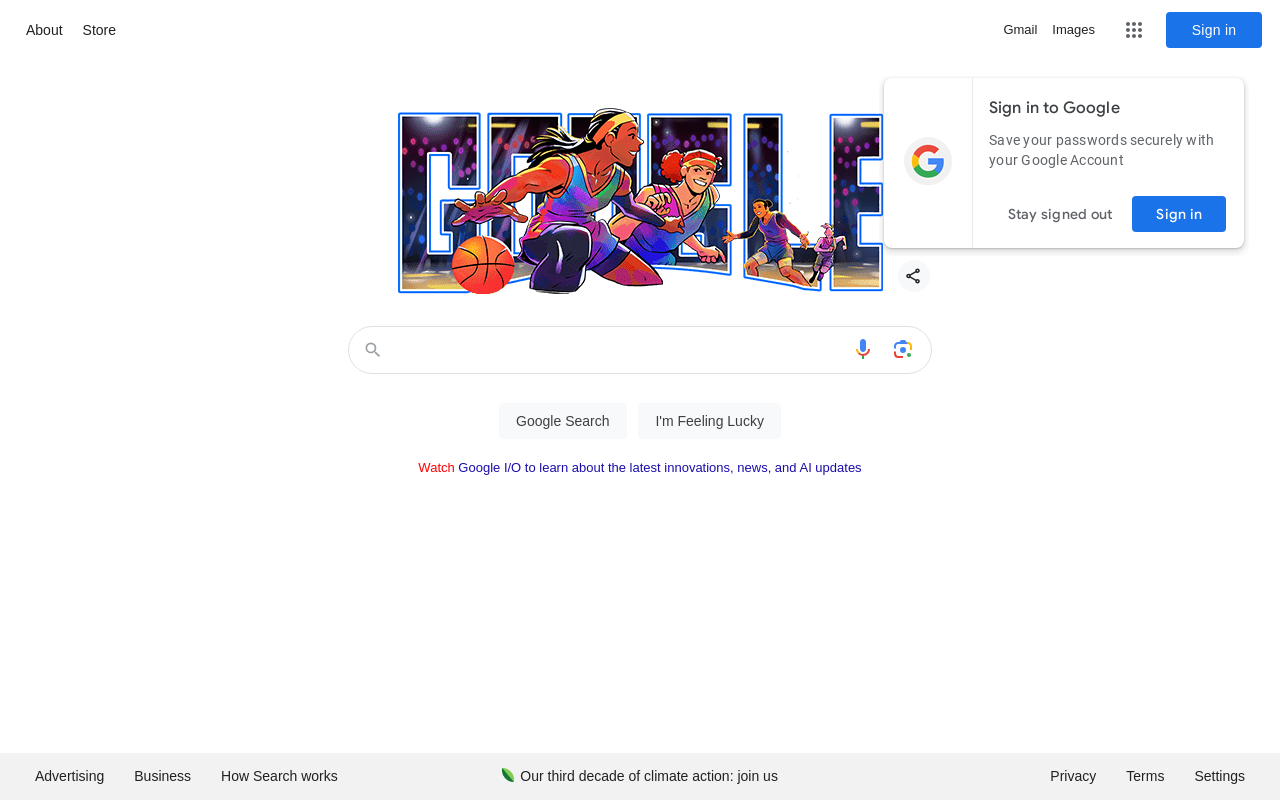 About Store
Gmail Images Sign in
GOOGLE
Sign in to Google
Save your passwords securely with
your Google Account
Stay signed out Sign in
Google Search I'm Feeling Lucky
Watch Google I/O to learn about the latest innovations, news, and AI updates
Advertising Business How Search works Our third decade of climate action: join us Privacy Terms Settings